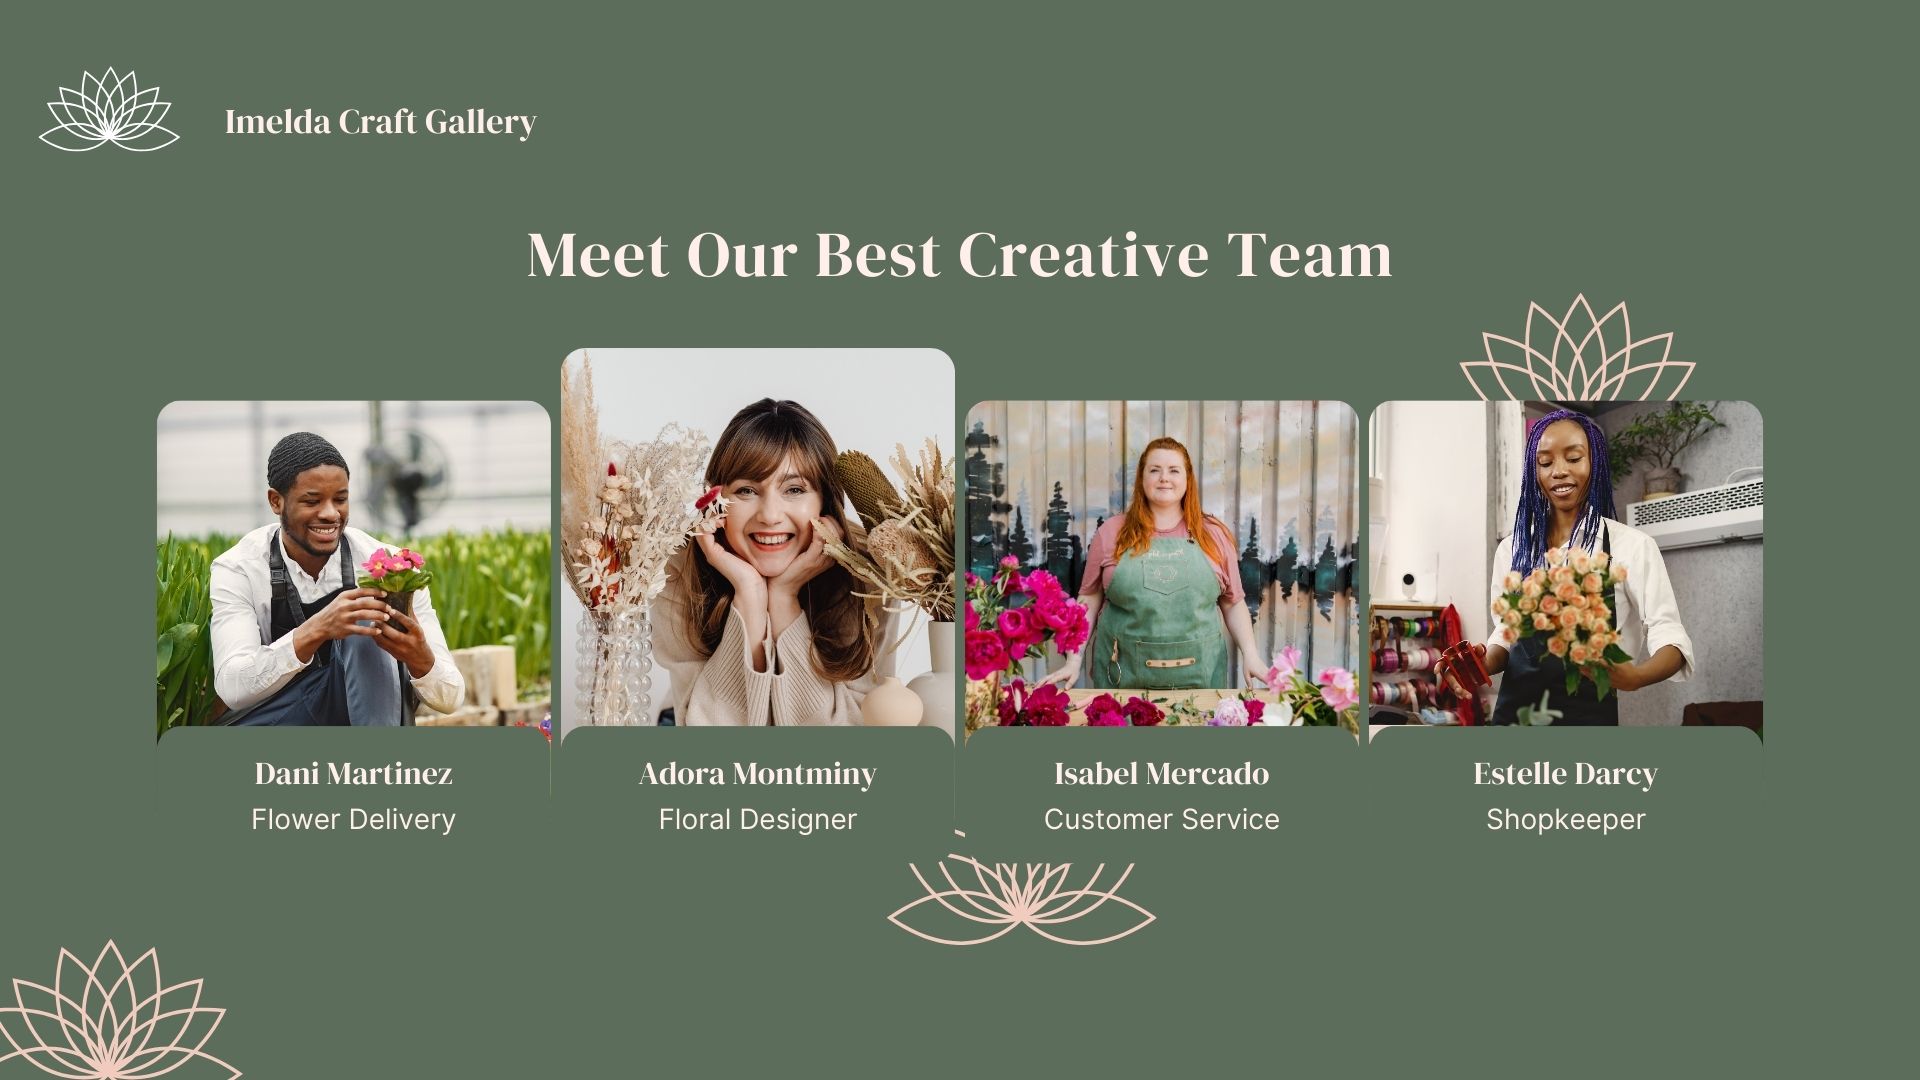 Imelda Craft Gallery
Meet Our Best Creative Team
Dani Martinez
Flower Delivery
Adora Montminy
Floral Designer
Isabel Mercado
Customer Service
Estelle Darcy
Shopkeeper